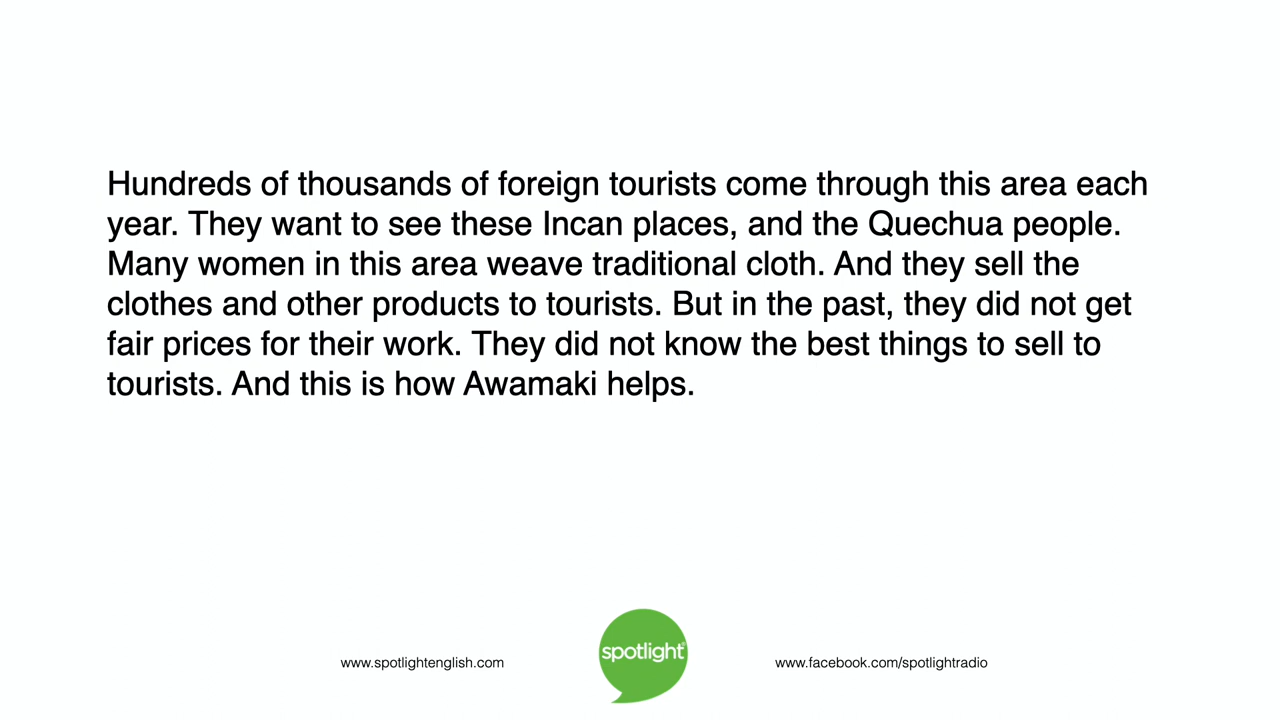 Hundreds of thousands of foreign tourists come through this area each
year. They want to see these Incan places, and the Quechua people.
Many women in this area weave traditional cloth. And they sell the
clothes and other products to tourists. But in the past, they did not get
fair prices for their work. They did not know the best things to sell to
tourists. And this is how Awamaki helps.
www.spotlightenglish.com
spotlight®
www.facebook.com/spotlightradio